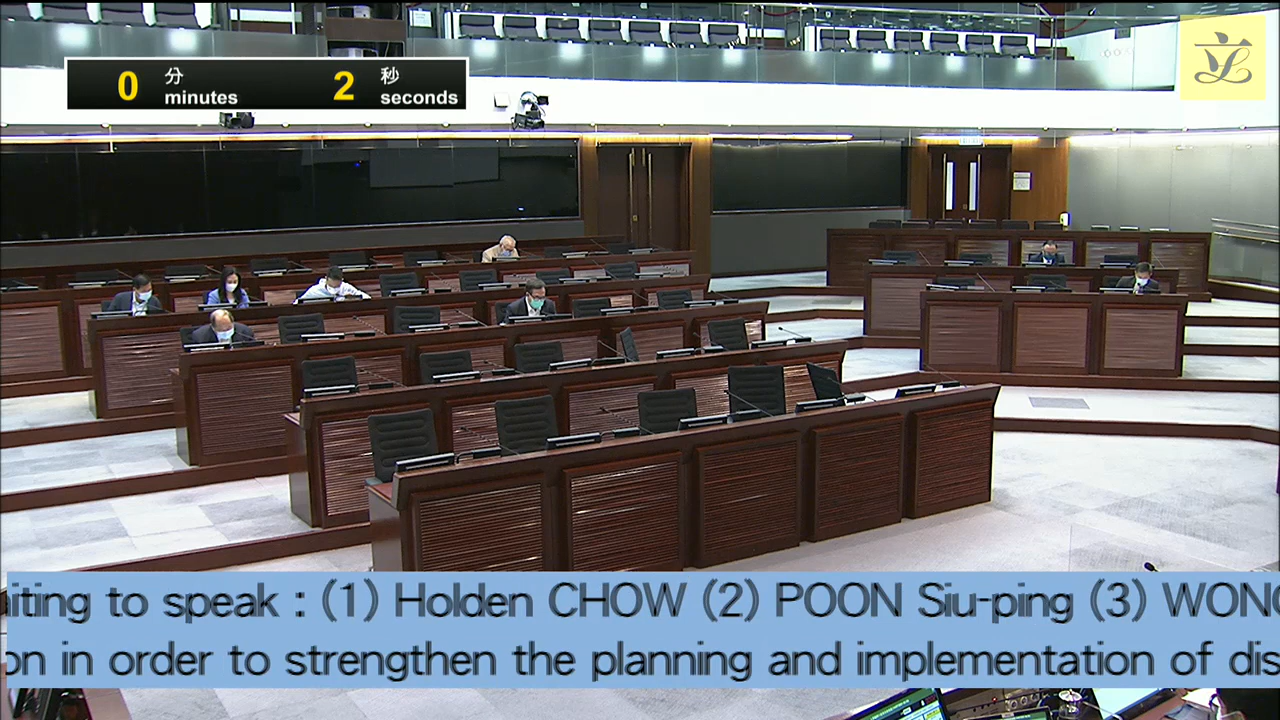 0 分 minutes 2 秒 seconds
aiting to speak : (1) Holden CHOW (2) POON Siu-ping (3) WONG
on in order to strengthen the planning and implementation of dis